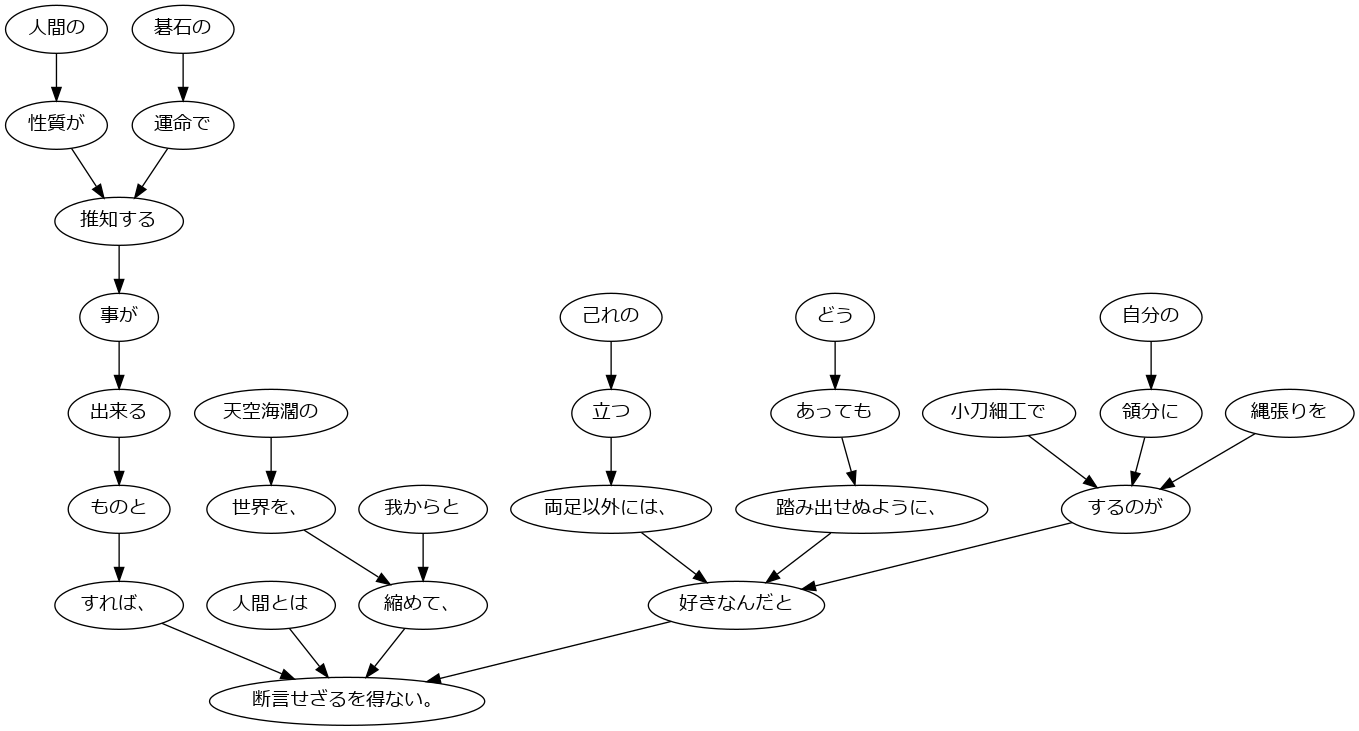 人間の
碁石の
性質が
運命で
推知する
事が
己れの
どう
自分の
出来る
天空海濶の
立つ
あっても
小刀細工で
領分に
縄張りを
ものと
世界を、
我からと
両足以外には、
踏み出せぬように、
するのが
すれば、
人間とは
縮めて、
好きなんだと
断言せざるを得ない。